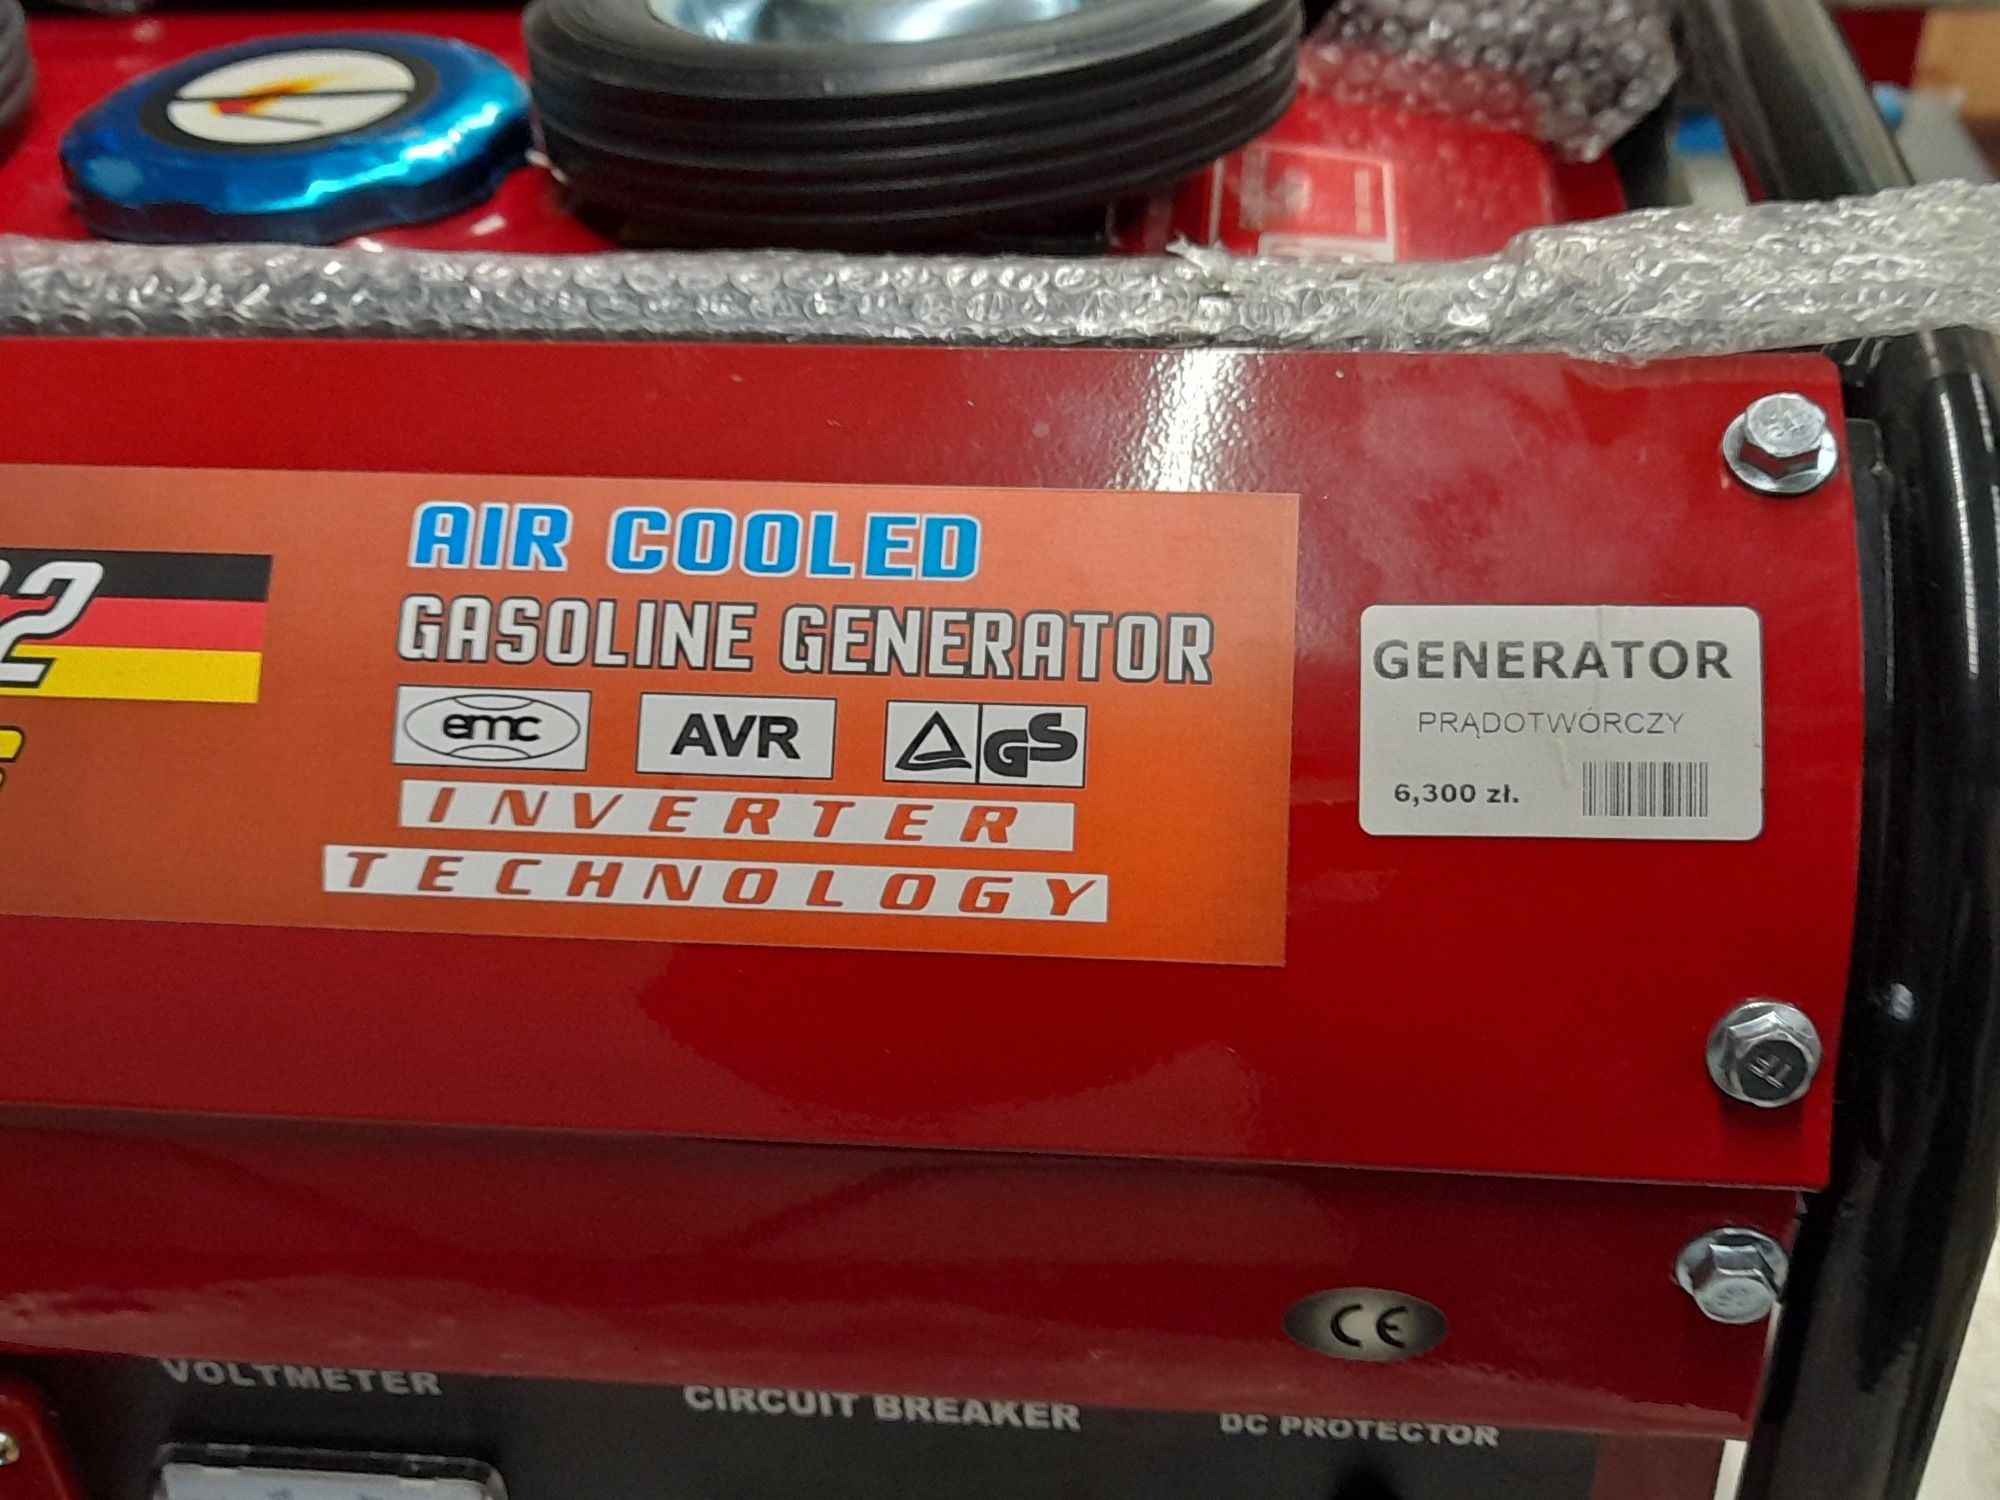 AIR COOLED
GASOLINE GENERATOR
emc AVR GS
INVERTER
TECHNOLOGY
GENERATOR
PRĄDOTWÓRCZY
6,300 zł.
CE
VOLTMETER
CIRCUIT BREAKER
DC PROTECTOR